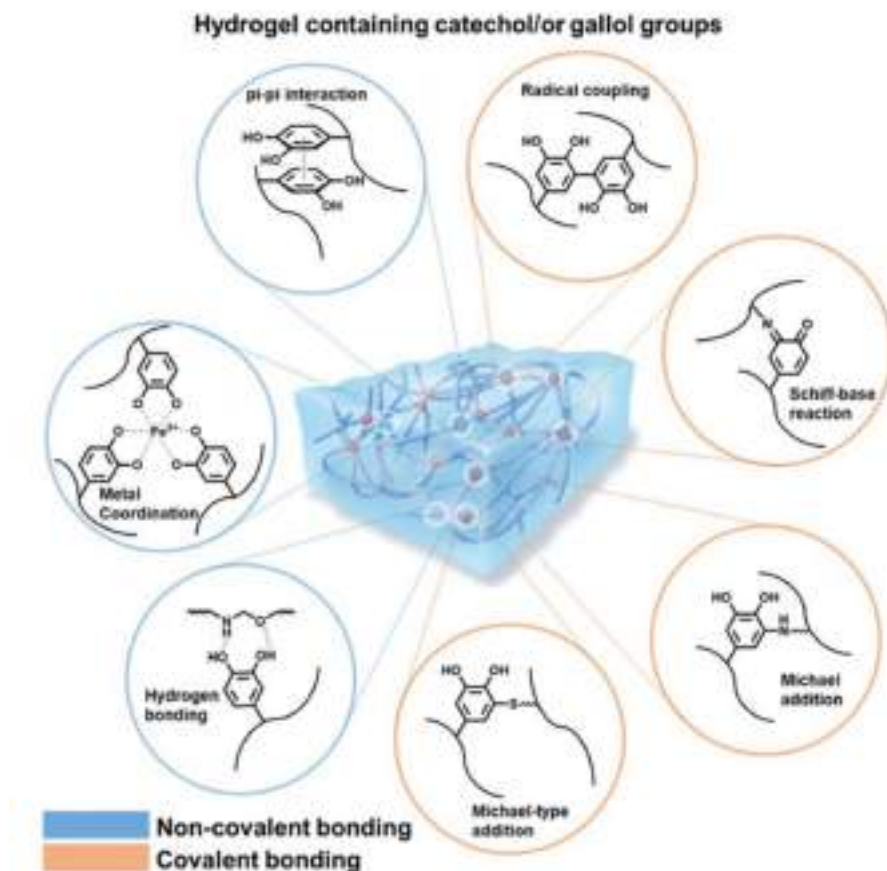 Hydrogel containing catechol/or gallol groups
pi-pi interaction
HO
HO
OH
OH
Radical coupling
HO
OH
HO
OH
N
O
Schiff-base
reaction
O
O
O
Fe³⁺
O
O
O
Metal
Coordination
HO
OH
H
N
Michael
addition
N
H
O
HO
OH
Hydrogen
bonding
HO
OH
S
Michael-type
addition
Non-covalent bonding
Covalent bonding